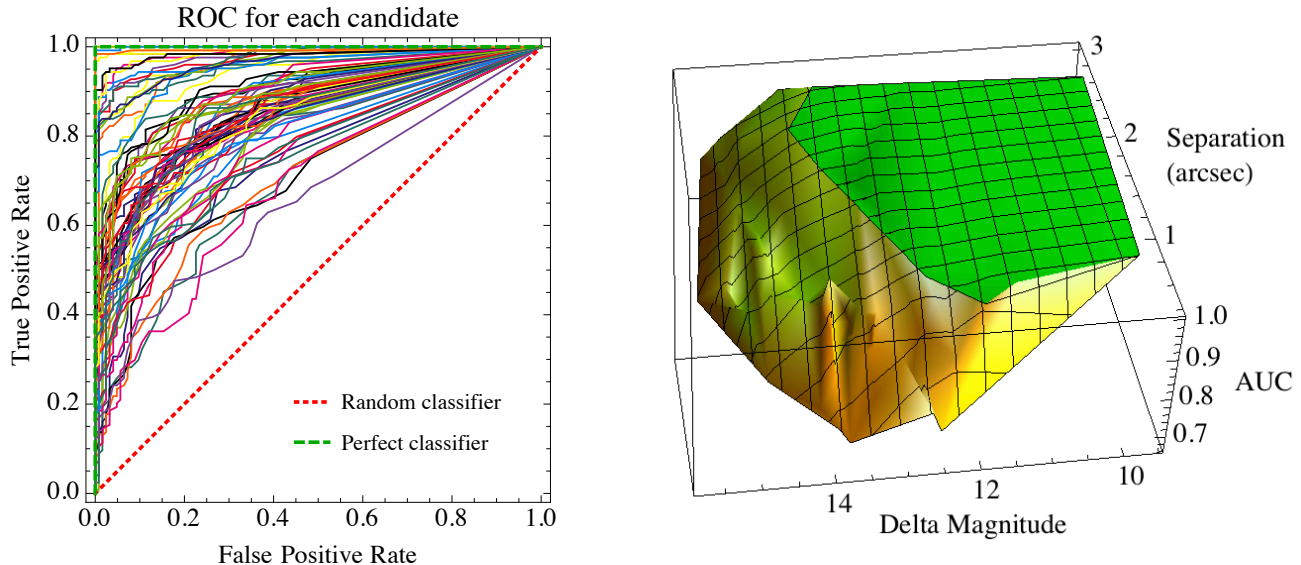 ROC for each candidate
1.0
0.8
0.6
0.4
0.2
0.0
True Positive Rate
Random classifier
Perfect classifier
0.0 0.2 0.4 0.6 0.8 1.0
False Positive Rate
3
2
1
Separation
(arcsec)
1.0
0.9
0.8
0.7
AUC
14 12 10
Delta Magnitude